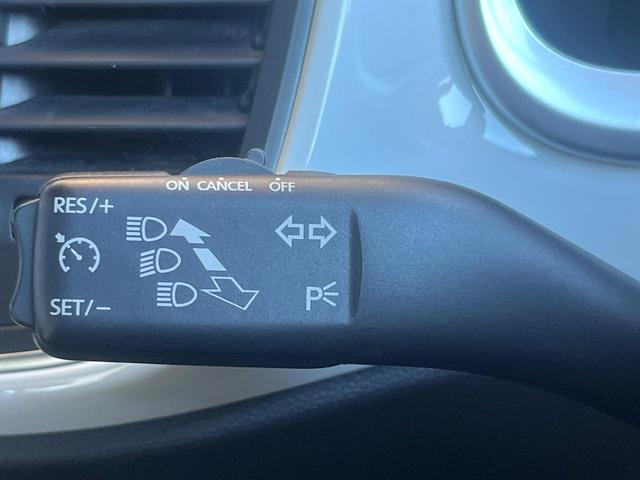 ON CANCEL OFF
RES/+
SET/-
P